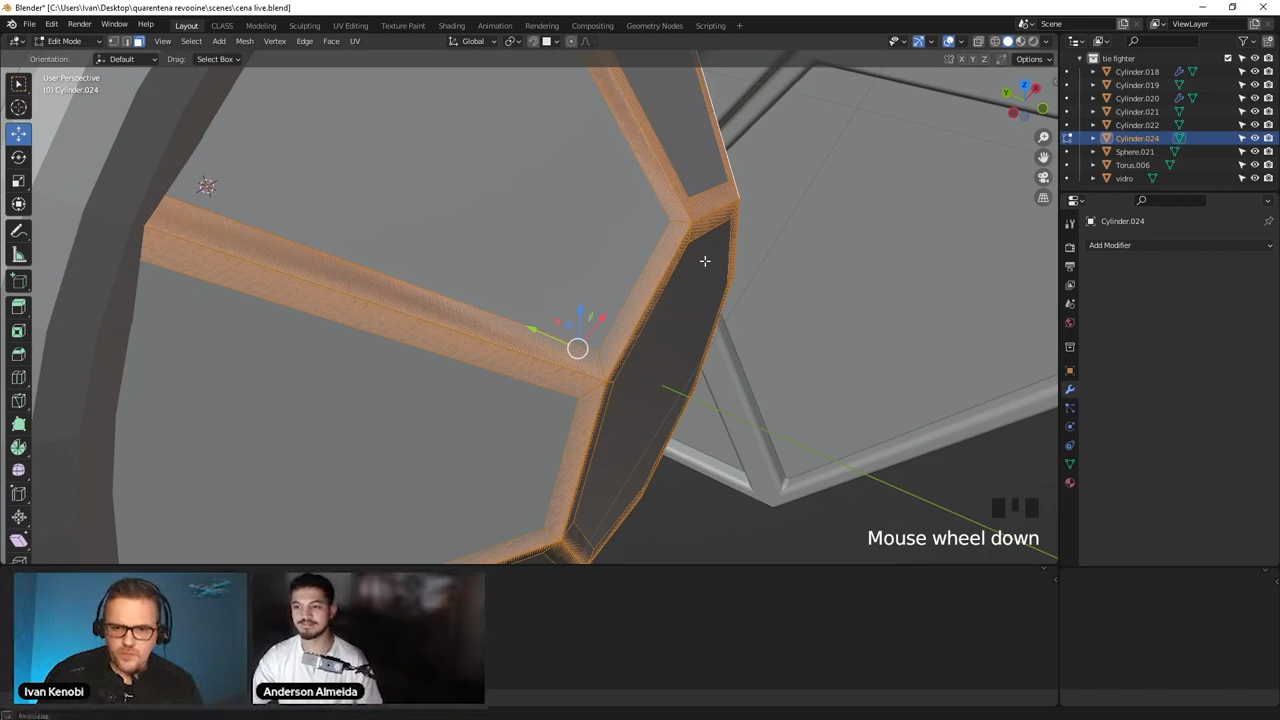 Blender* [C:\Users\Ivan\Desktop\quarentena revooine\scenes\cena live.blend]
File Edit Render Window Help Layout CLASS Modeling Sculpting UV Editing Texture Paint Shading Animation Rendering Compositing Geometry Nodes Scripting + Scene ViewLayer
Edit Mode View Select Add Mesh Vertex Edge Face UV Global
Orientation: Default Drag: Select Box X Y Z Options
User Perspective
(0) Cylinder.024
tie fighter
Cylinder.018
Cylinder.019
Cylinder.020
Cylinder.021
Cylinder.022
Cylinder.024
Sphere.021
Torus.006
vidro
Cylinder.024
Add Modifier
Z
X
Y
Mouse wheel down
Ivan Kenobi
Anderson Almeida